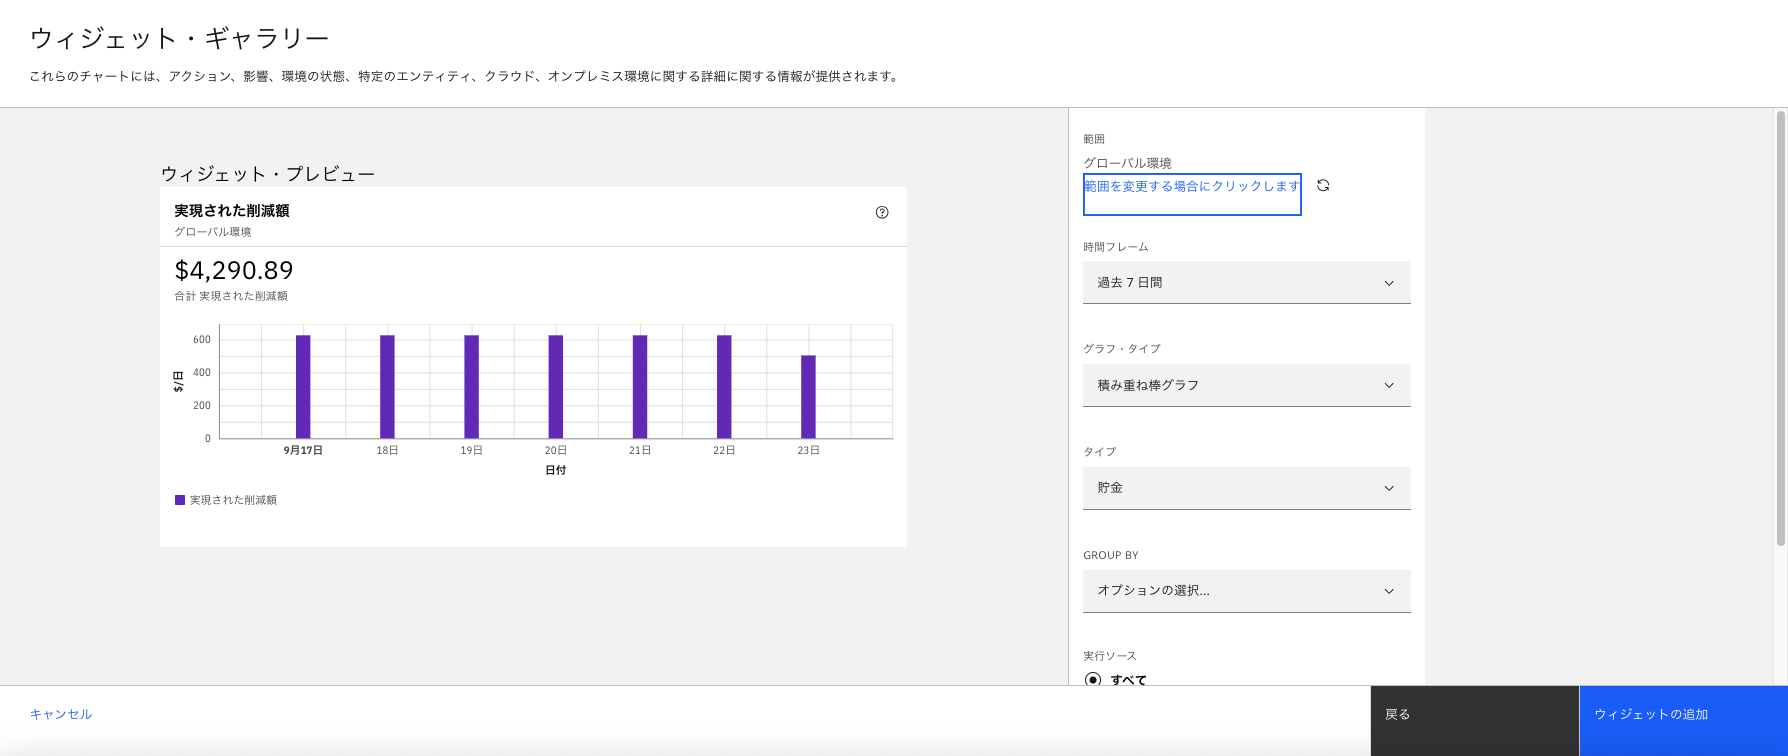 ウィジェット・ギャラリー
これらのチャートには、アクション、影響、環境の状態、特定のエンティティ、クラウド、オンプレミス環境に関する詳細に関する情報が提供されます。
ウィジェット・プレビュー
実現された削減額
グローバル環境
$4,290.89
合計 実現された削減額
600
400
200
0
$/日
9月17日 18日 19日 20日 21日 22日 23日
日付
実現された削減額
範囲
グローバル環境
範囲を変更する場合にクリックします
時間フレーム
過去 7 日間
グラフ・タイプ
積み重ね棒グラフ
タイプ
貯金
GROUP BY
オプションの選択...
実行ソース
すべて
キャンセル
戻る
ウィジェットの追加